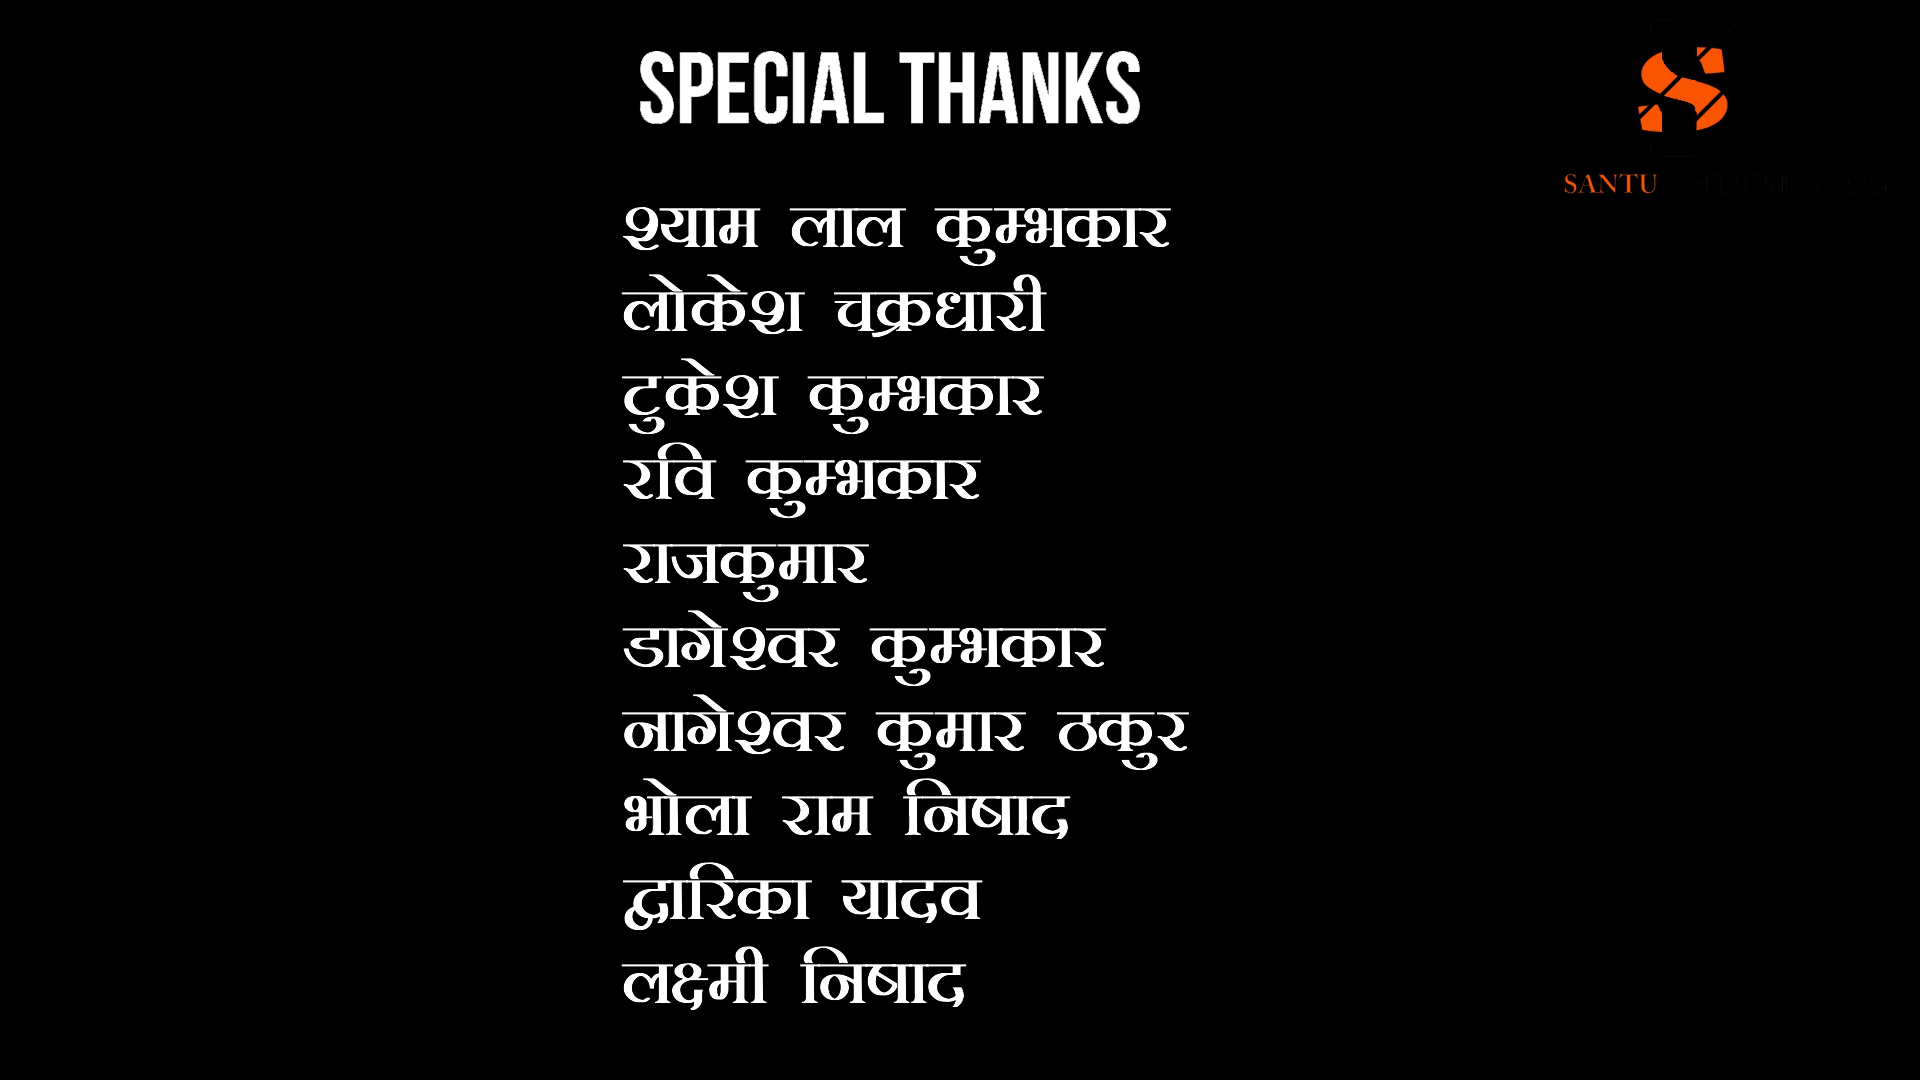 SPECIAL THANKS
SANTU
श्याम लाल कुम्भकार
लोकेश चक्रधारी
टुकेश कुम्भकार
रवि कुम्भकार
राजकुमार
डागेश्वर कुम्भकार
नागेश्वर कुमार ठकुर
भोला राम निषाद
द्वारिका यादव
लक्ष्मी निषाद